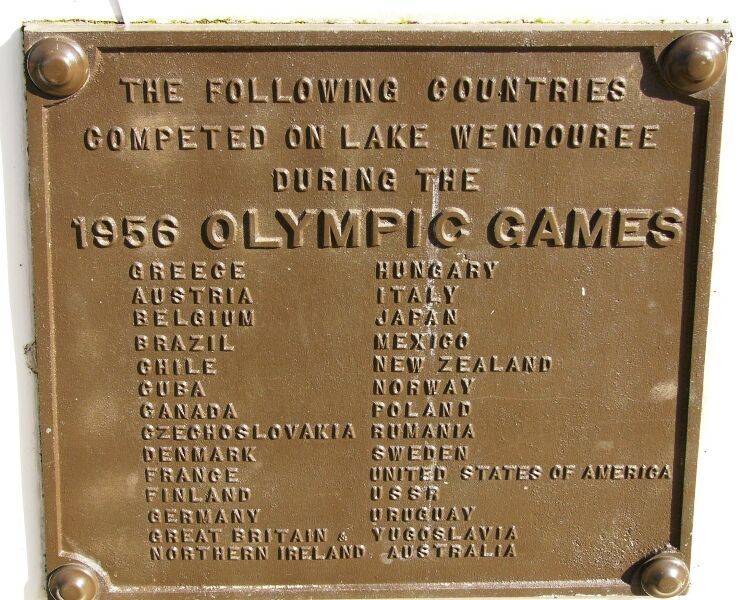 THE FOLLOWING COUNTRIES
COMPETED ON LAKE WENDOUREE
DURING THE
1956 OLYMPIC GAMES
GREECE
AUSTRIA
BELGIUM
BRAZIL
CHILE
CUBA
CANADA
CZECHOSLOVAKIA
DENMARK
FRANCE
FINLAND
GERMANY
GREAT BRITAIN &
NORTHERN IRELAND
HUNGARY
ITALY
JAPAN
MEXICO
NEW ZEALAND
NORWAY
POLAND
RUMANIA
SWEDEN
UNITED STATES OF AMERICA
USSR
URUGUAY
YUGOSLAVIA
AUSTRALIA